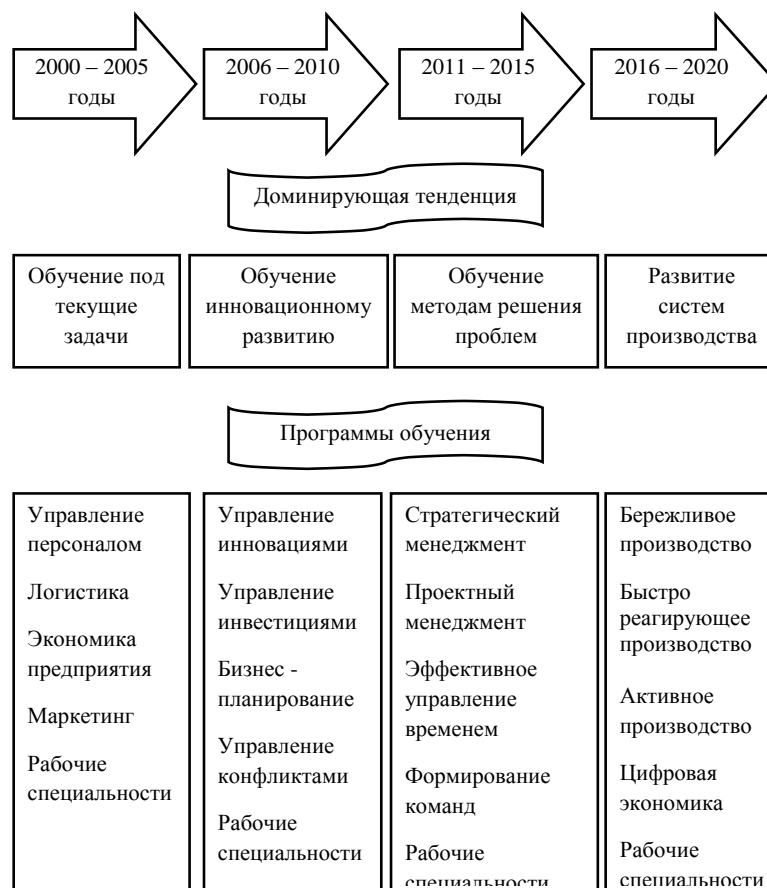 2000 – 2005
годы
2006 – 2010
годы
2011 – 2015
годы
2016 – 2020
годы
Доминирующая тенденция
Обучение под
текущие
задачи
Обучение
инновационному
развитию
Обучение
методам решения
проблем
Развитие
систем
производства
Программы обучения
Управление
персоналом
Логистика
Экономика
предприятия
Маркетинг
Рабочие
специальности
Управление
инновациями
Управление
инвестициями
Бизнес -
планирование
Управление
конфликтами
Рабочие
специальности
Стратегический
менеджмент
Проектный
менеджмент
Эффективное
управление
временем
Формирование
команд
Рабочие
специальности
Бережливое
производство
Быстро
реагирующее
производство
Активное
производство
Цифровая
экономика
Рабочие
специальности